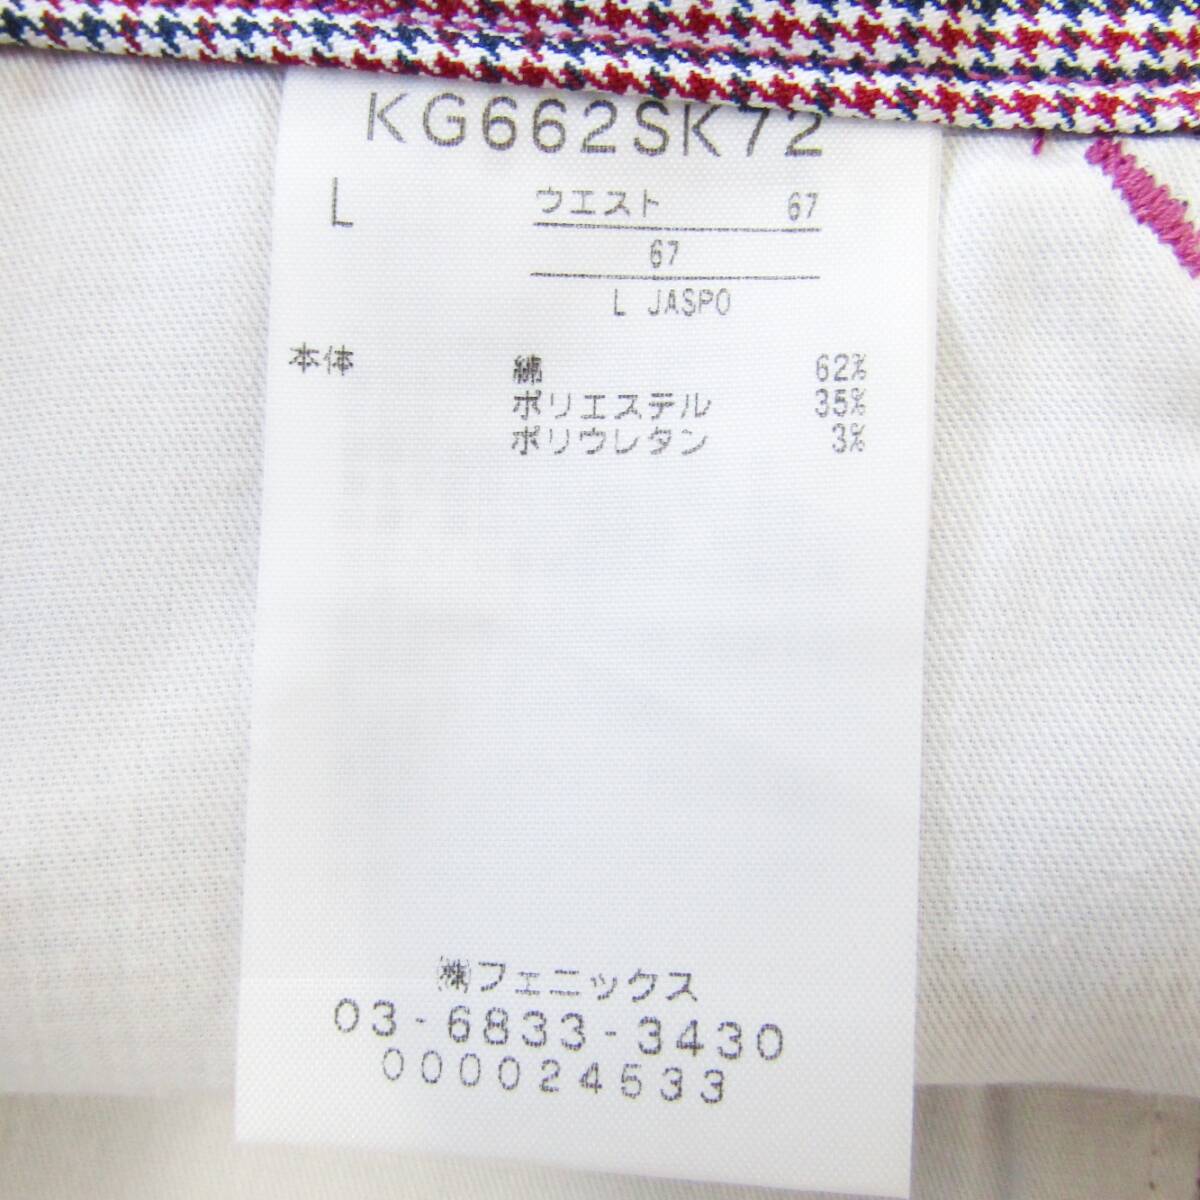 KG662SK72
L ウエスト 67
67
L JASPO
本体 綿 62%
ポリエステル 35%
ポリウレタン 3%
㈱フェニックス
03-6833-3430
000024533